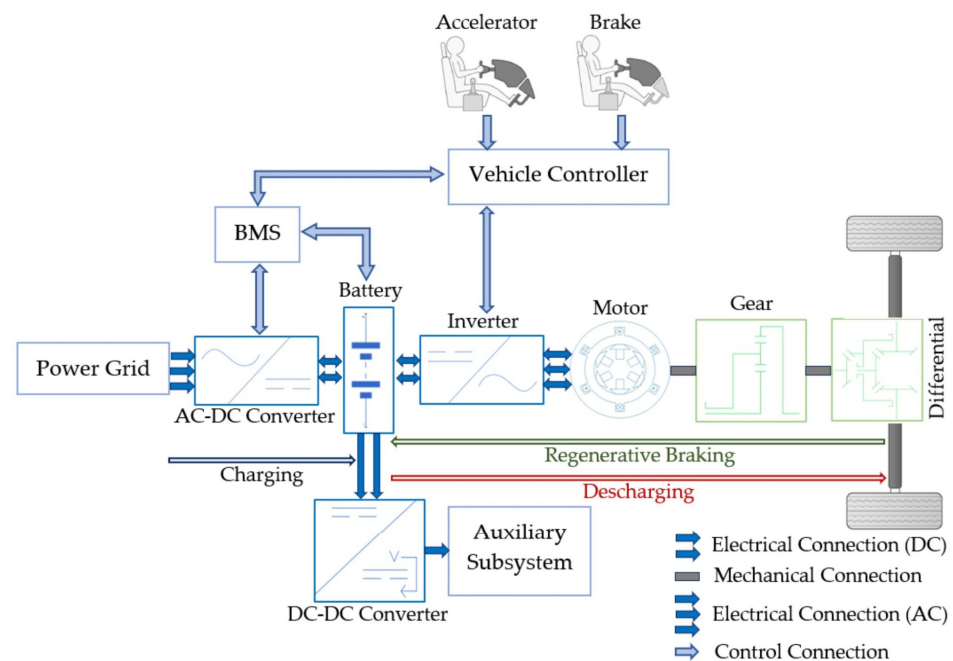 Accelerator
Brake
Vehicle Controller
BMS
Battery
Inverter
Motor
Gear
Power Grid
AC-DC Converter
Differential
Regenerative Braking
Charging
Descharging
Auxiliary
Subsystem
DC-DC Converter
V
Electrical Connection (DC)
Mechanical Connection
Electrical Connection (AC)
Control Connection